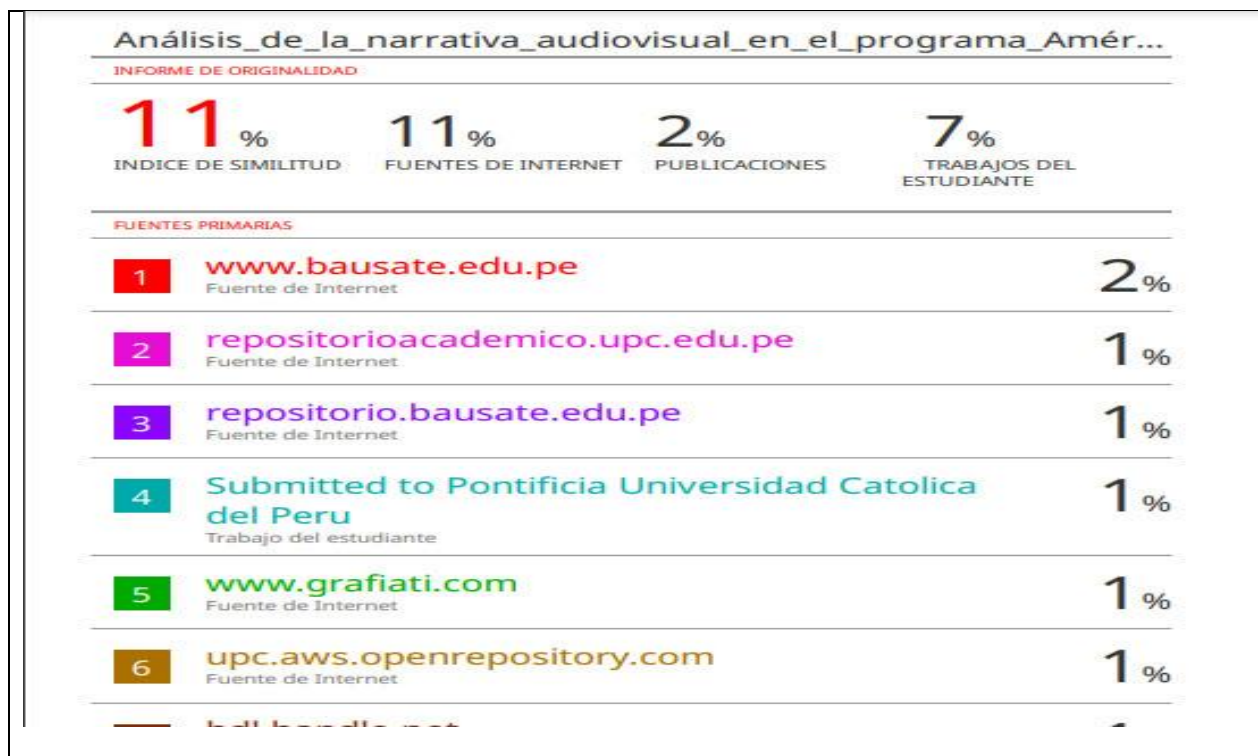 Análisis_de_la_narrativa_audiovisual_en_el_programa_Amér...
INFORME DE ORIGINALIDAD
11% 11% 2% 7%
INDICE DE SIMILITUD FUENTES DE INTERNET PUBLICACIONES TRABAJOS DEL
ESTUDIANTE
FUENTES PRIMARIAS
1 www.bausate.edu.pe 2%
Fuente de Internet
2 repositorioacademico.upc.edu.pe 1%
Fuente de Internet
3 repositorio.bausate.edu.pe 1%
Fuente de Internet
4 Submitted to Pontificia Universidad Catolica 1%
del Peru
Trabajo del estudiante
5 www.grafiati.com 1%
Fuente de Internet
6 upc.aws.openrepository.com 1%
Fuente de Internet